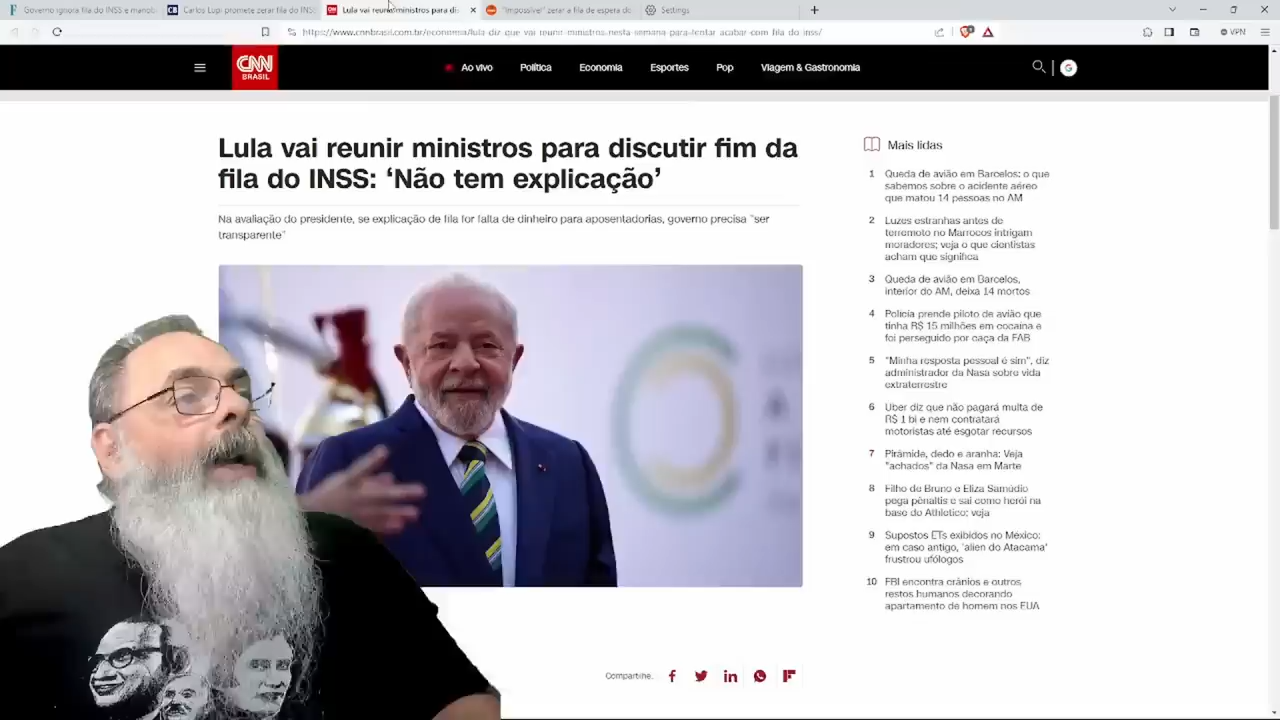 Governo ignora fila do INSS e manob
Carlos Lupi promete zerar fila do INSS
Lula vai reunir ministros para di
"Impossível" zerar a fila de espera do
Settings
https://www.cnnbrasil.com.br/economia/lula-diz-que-vai-reunir-ministros-nesta-semana-para-tentar-acabar-com-fila-do-inss/
VPN
CNN
BRASIL
Ao vivo
Política
Economia
Esportes
Pop
Viagem & Gastronomia
G
Lula vai reunir ministros para discutir fim da
fila do INSS: ‘Não tem explicação’
Na avaliação do presidente, se explicação de fila for falta de dinheiro para aposentadorias, governo precisa "ser
transparente"
Compartilhe:
Mais lidas
1 Queda de avião em Barcelos: o que
sabemos sobre o acidente aéreo
que matou 14 pessoas no AM
2 Luzes estranhas antes de
terremoto no Marrocos intrigam
moradores; veja o que cientistas
acham que significa
3 Queda de avião em Barcelos,
interior do AM, deixa 14 mortos
4 Polícia prende piloto de avião que
tinha R$ 15 milhões em cocaína e
foi perseguido por caça da FAB
5 "Minha resposta pessoal é sim", diz
administrador da Nasa sobre vida
extraterrestre
6 Uber diz que não pagará multa de
R$ 1 bi e nem contratará
motoristas até esgotar recursos
7 Pirâmide, dedo e aranha: Veja
"achados" da Nasa em Marte
8 Filho de Bruno e Eliza Samúdio
pega pênaltis e sai como herói na
base do Athletico; veja
9 Supostos ETs exibidos no México:
em caso antigo, 'alien do Atacama'
frustrou ufólogos
10 FBI encontra crânios e outros
restos humanos decorando
apartamento de homem nos EUA